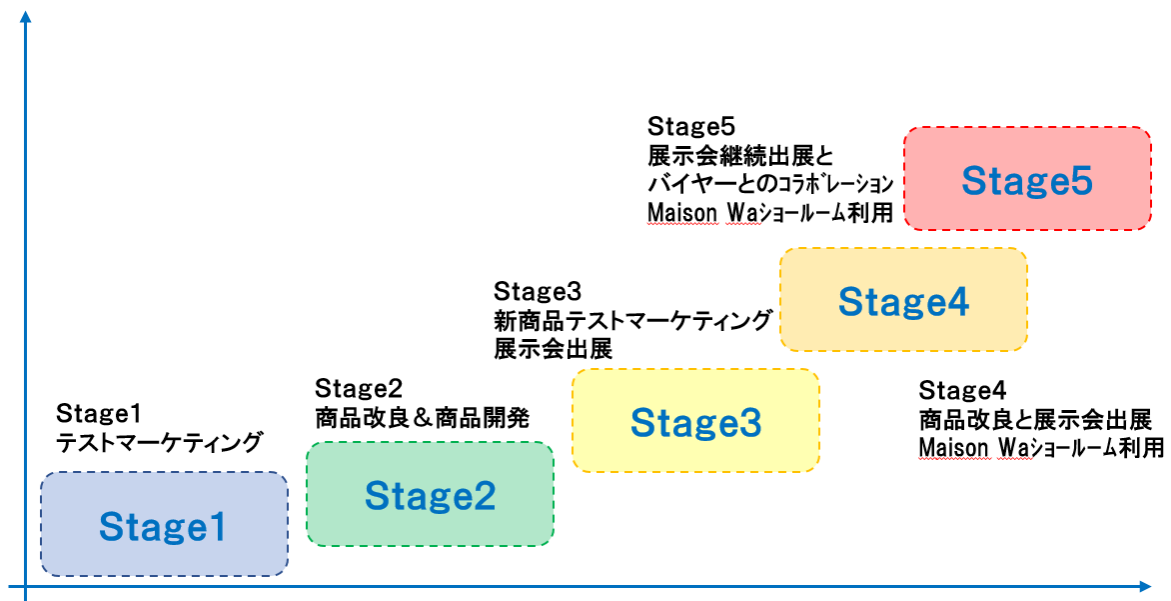 Stage1
テストマーケティング
Stage1
Stage2
商品改良＆商品開発
Stage2
Stage3
新商品テストマーケティング
展示会出展
Stage3
Stage4
Stage4
商品改良と展示会出展
Maison Waｼｮｰﾙｰﾑ利用
Stage5
展示会継続出展と
バイヤーとのｺﾗﾎﾞﾚｰｼｮﾝ
Maison Waｼｮｰﾙｰﾑ利用
Stage5